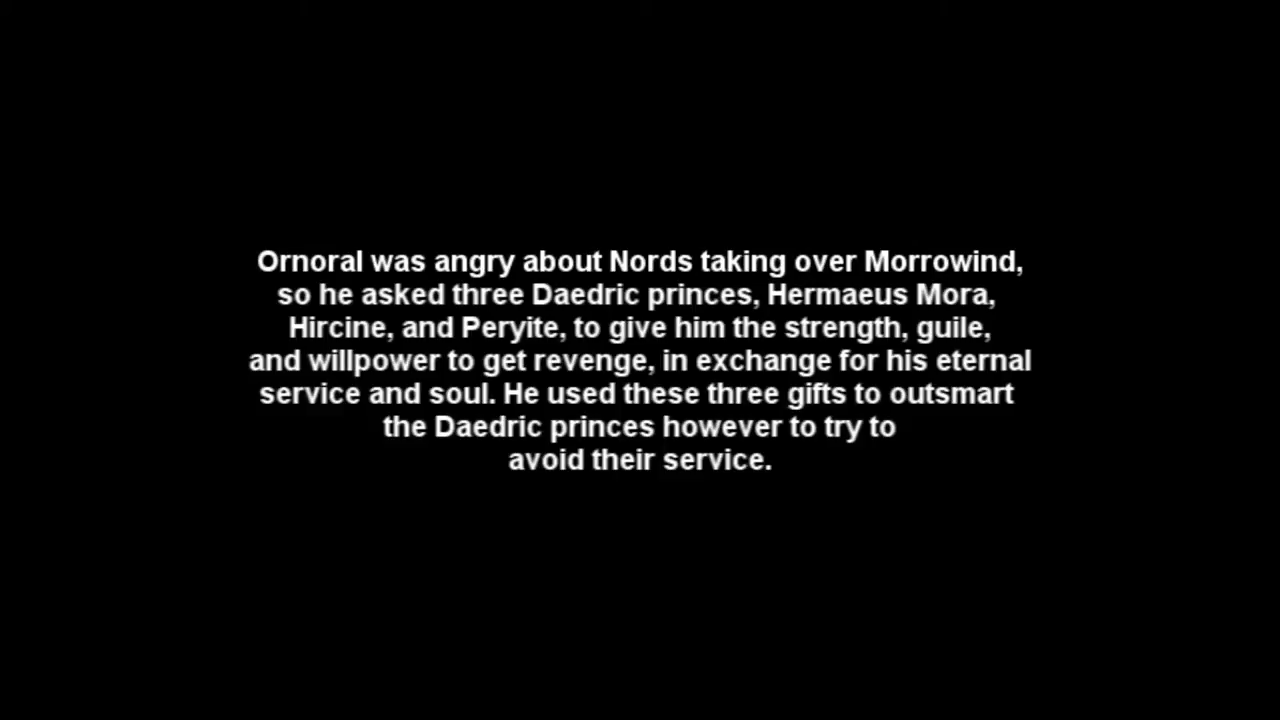 Ornoral was angry about Nords taking over Morrowind,
so he asked three Daedric princes, Hermaeus Mora,
Hircine, and Peryite, to give him the strength, guile,
and willpower to get revenge, in exchange for his eternal
service and soul. He used these three gifts to outsmart
the Daedric princes however to try to
avoid their service.